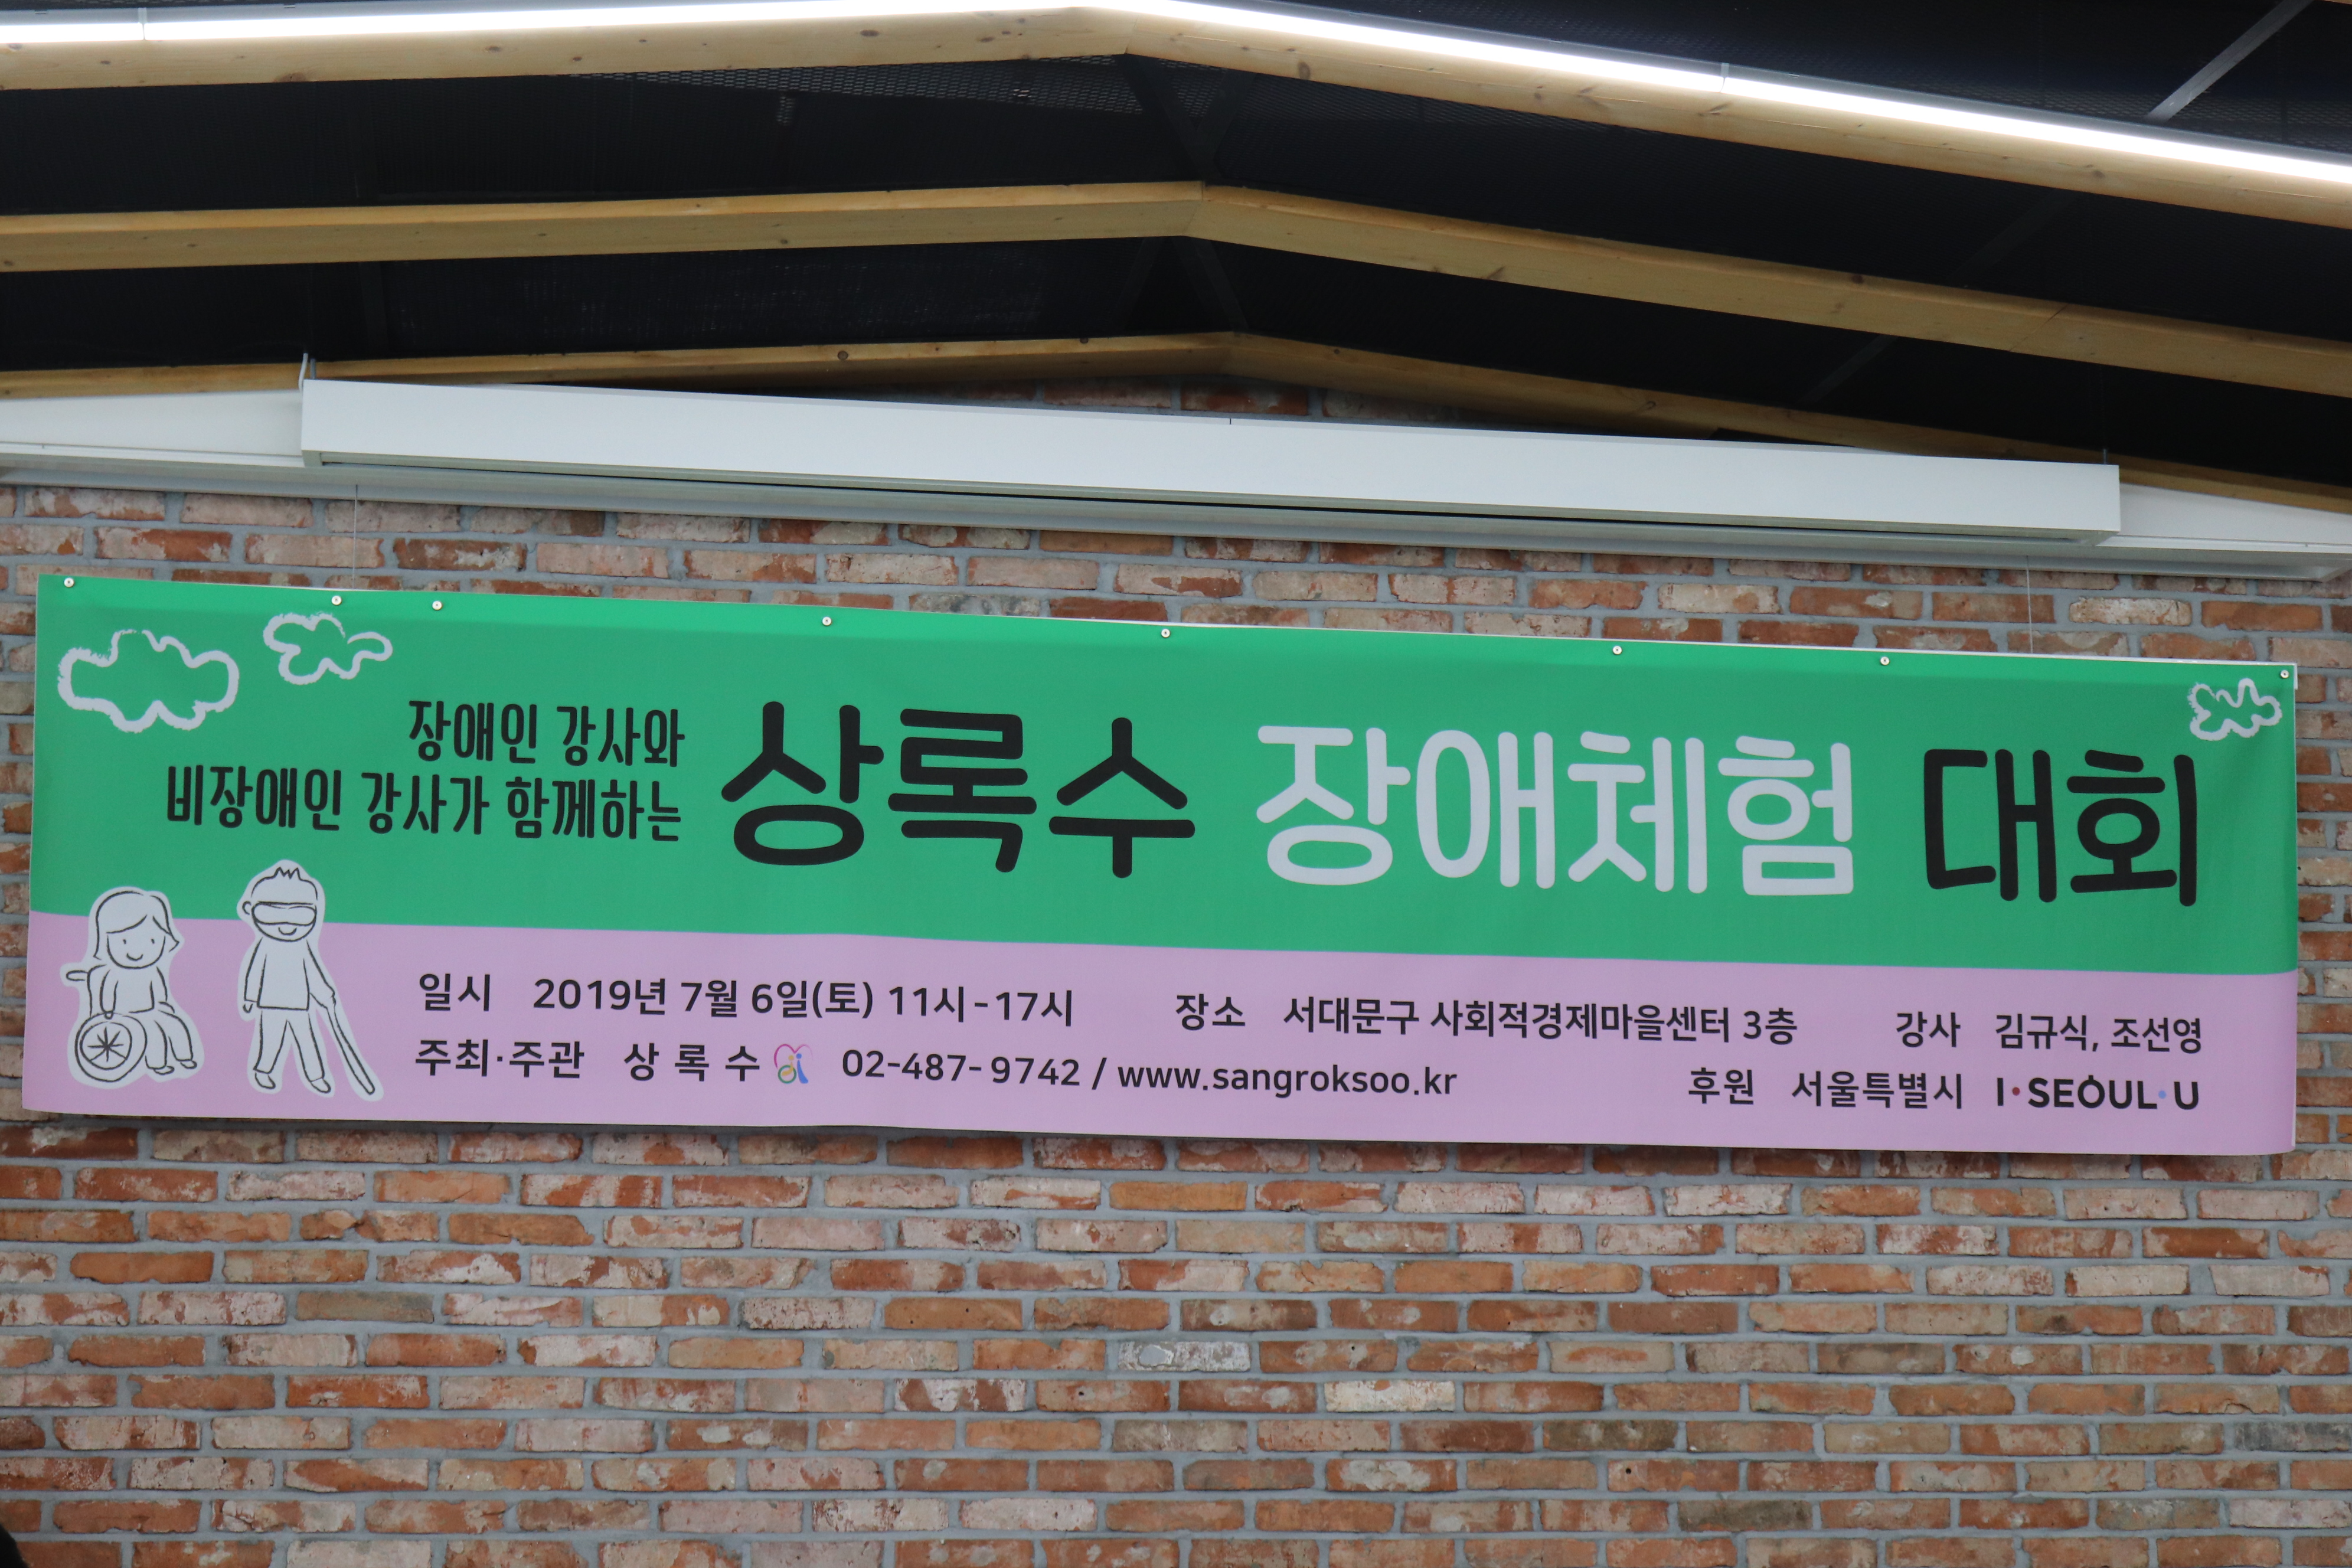 장애인 강사와
비장애인 강사가 함께하는
상록수 장애체험 대회
일시 2019년 7월 6일(토) 11시-17시 장소 서대문구 사회적경제마을센터 3층 강사 김규식, 조선영
주최·주관 상 록 수 02-487-9742 / www.sangroksoo.kr 후원 서울특별시 I·SEOUL·U